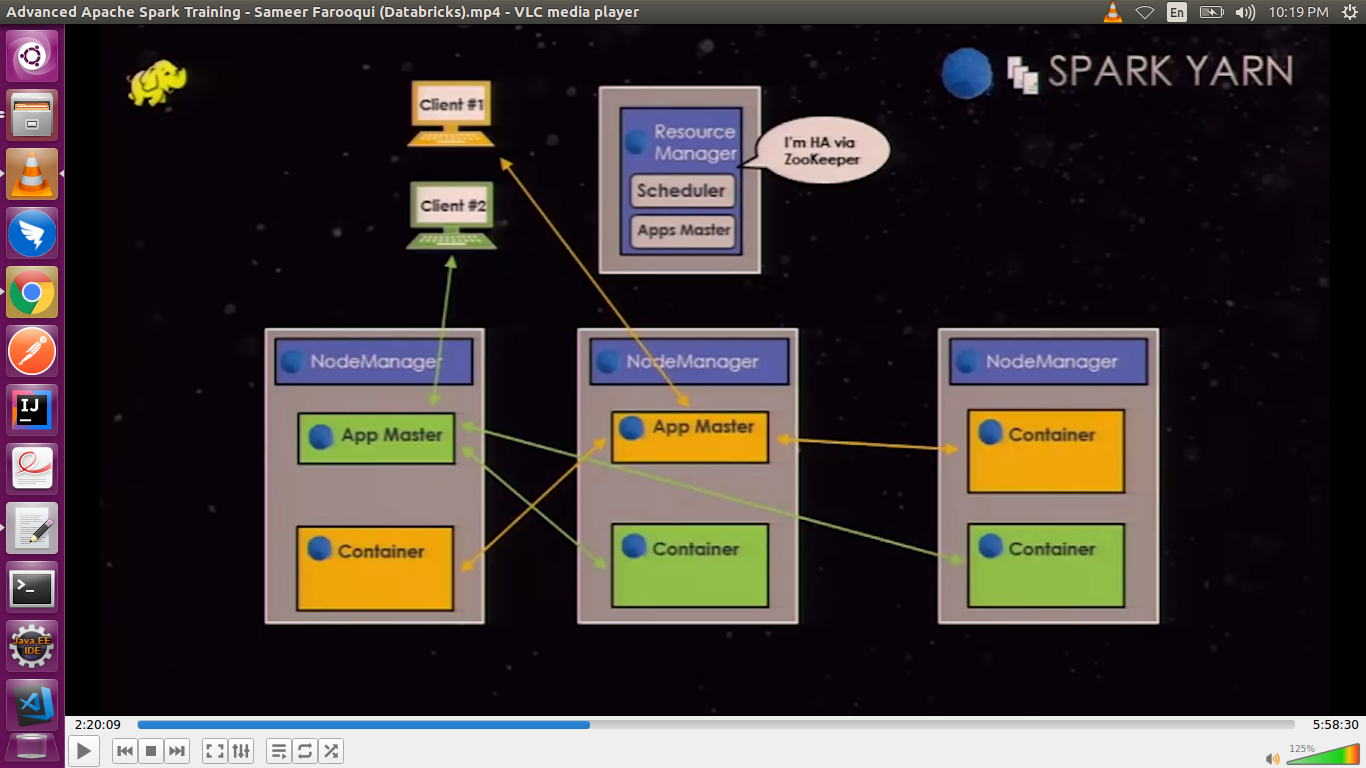 Advanced Apache Spark Training - Sameer Farooqui (Databricks).mp4 - VLC media player
En
10:19 PM
SPARK YARN
Client #1
Resource
Manager
I'm HA via
ZooKeeper
Scheduler
Client #2
Apps Master
NodeManager
NodeManager
NodeManager
App Master
App Master
Container
Container
Container
Container
IJ
>_
Java EE
IDE
2:20:09
5:58:30
125%